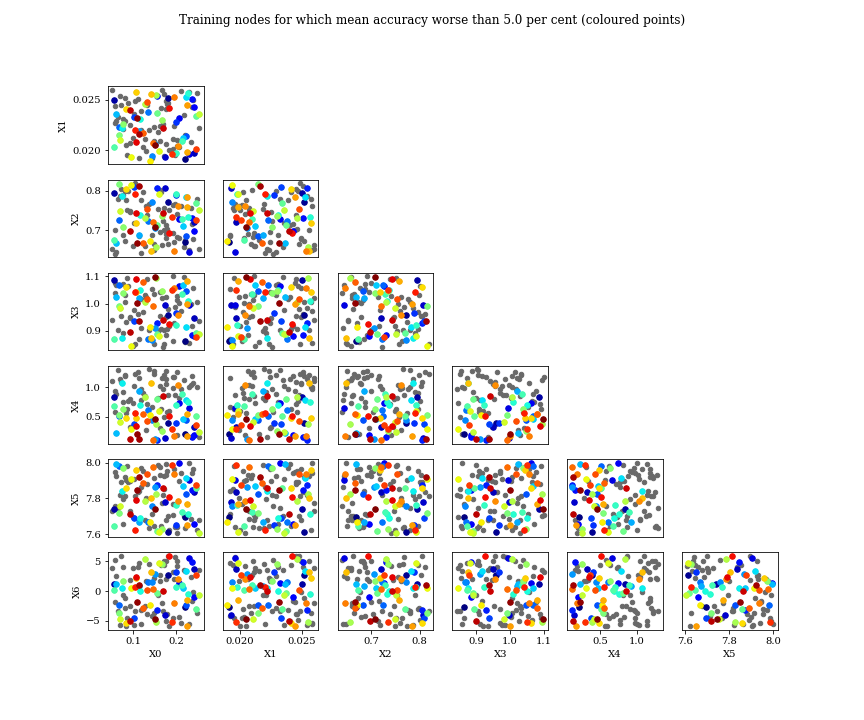 Training nodes for which mean accuracy worse than 5.0 per cent (coloured points)
0.025
0.020
X1
0.8
0.7
X2
1.1
1.0
0.9
X3
1.0
0.5
X4
8.0
7.8
7.6
X5
5
0
−5
X6
0.1 0.2 0.020 0.025 0.7 0.8 0.9 1.0 1.1 0.5 1.0 7.6 7.8 8.0
X0 X1 X2 X3 X4 X5